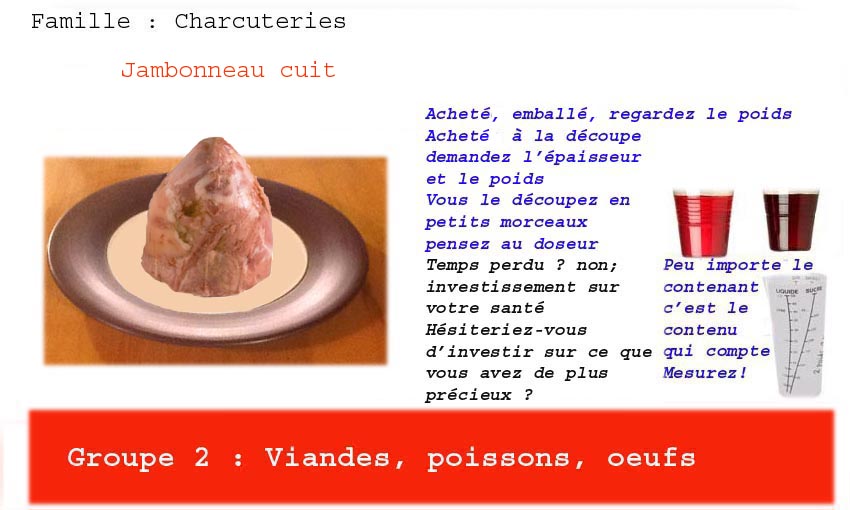 Famille : Charcuteries
Jambonneau cuit
Acheté, emballé, regardez le poids
Acheté  à la découpe
demandez l’épaisseur
et le poids
Vous le découpez en
petits morceaux
pensez au doseur
Temps perdu ? non;
investissement sur
votre santé
Hésiteriez-vous
d’investir sur ce que
vous avez de plus
précieux ?
Peu importe le
contenant
c’est le
contenu
qui compte
Mesurez!
LIQUIDE SUCRE
Groupe 2 : Viandes, poissons, oeufs